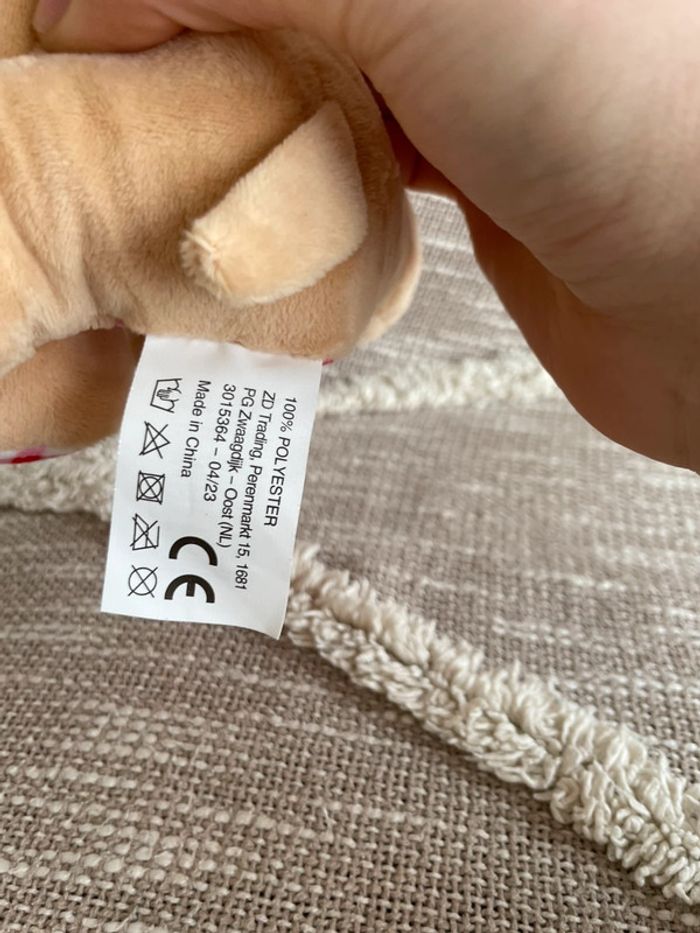 100% POLYESTER
ZD Trading, Perenmarkt 15, 1681
PG Zwaagdijk – Oost (NL)
3015364 – 04/23
Made in China
CE